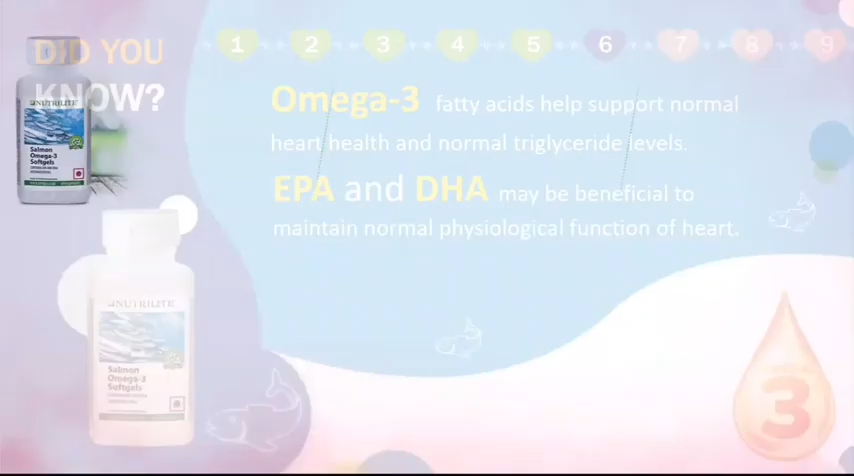 DID YOU
KNOW?
1 2 3 4 5 6 7 8 9
Omega-3 fatty acids help support normal
heart health and normal triglyceride levels.
EPA and DHA may be beneficial to
maintain normal physiological function of heart.
NUTRILITE
Salmon
Omega-3
Softgels
NUTRILITE
Salmon
Omega-3
Softgels
3